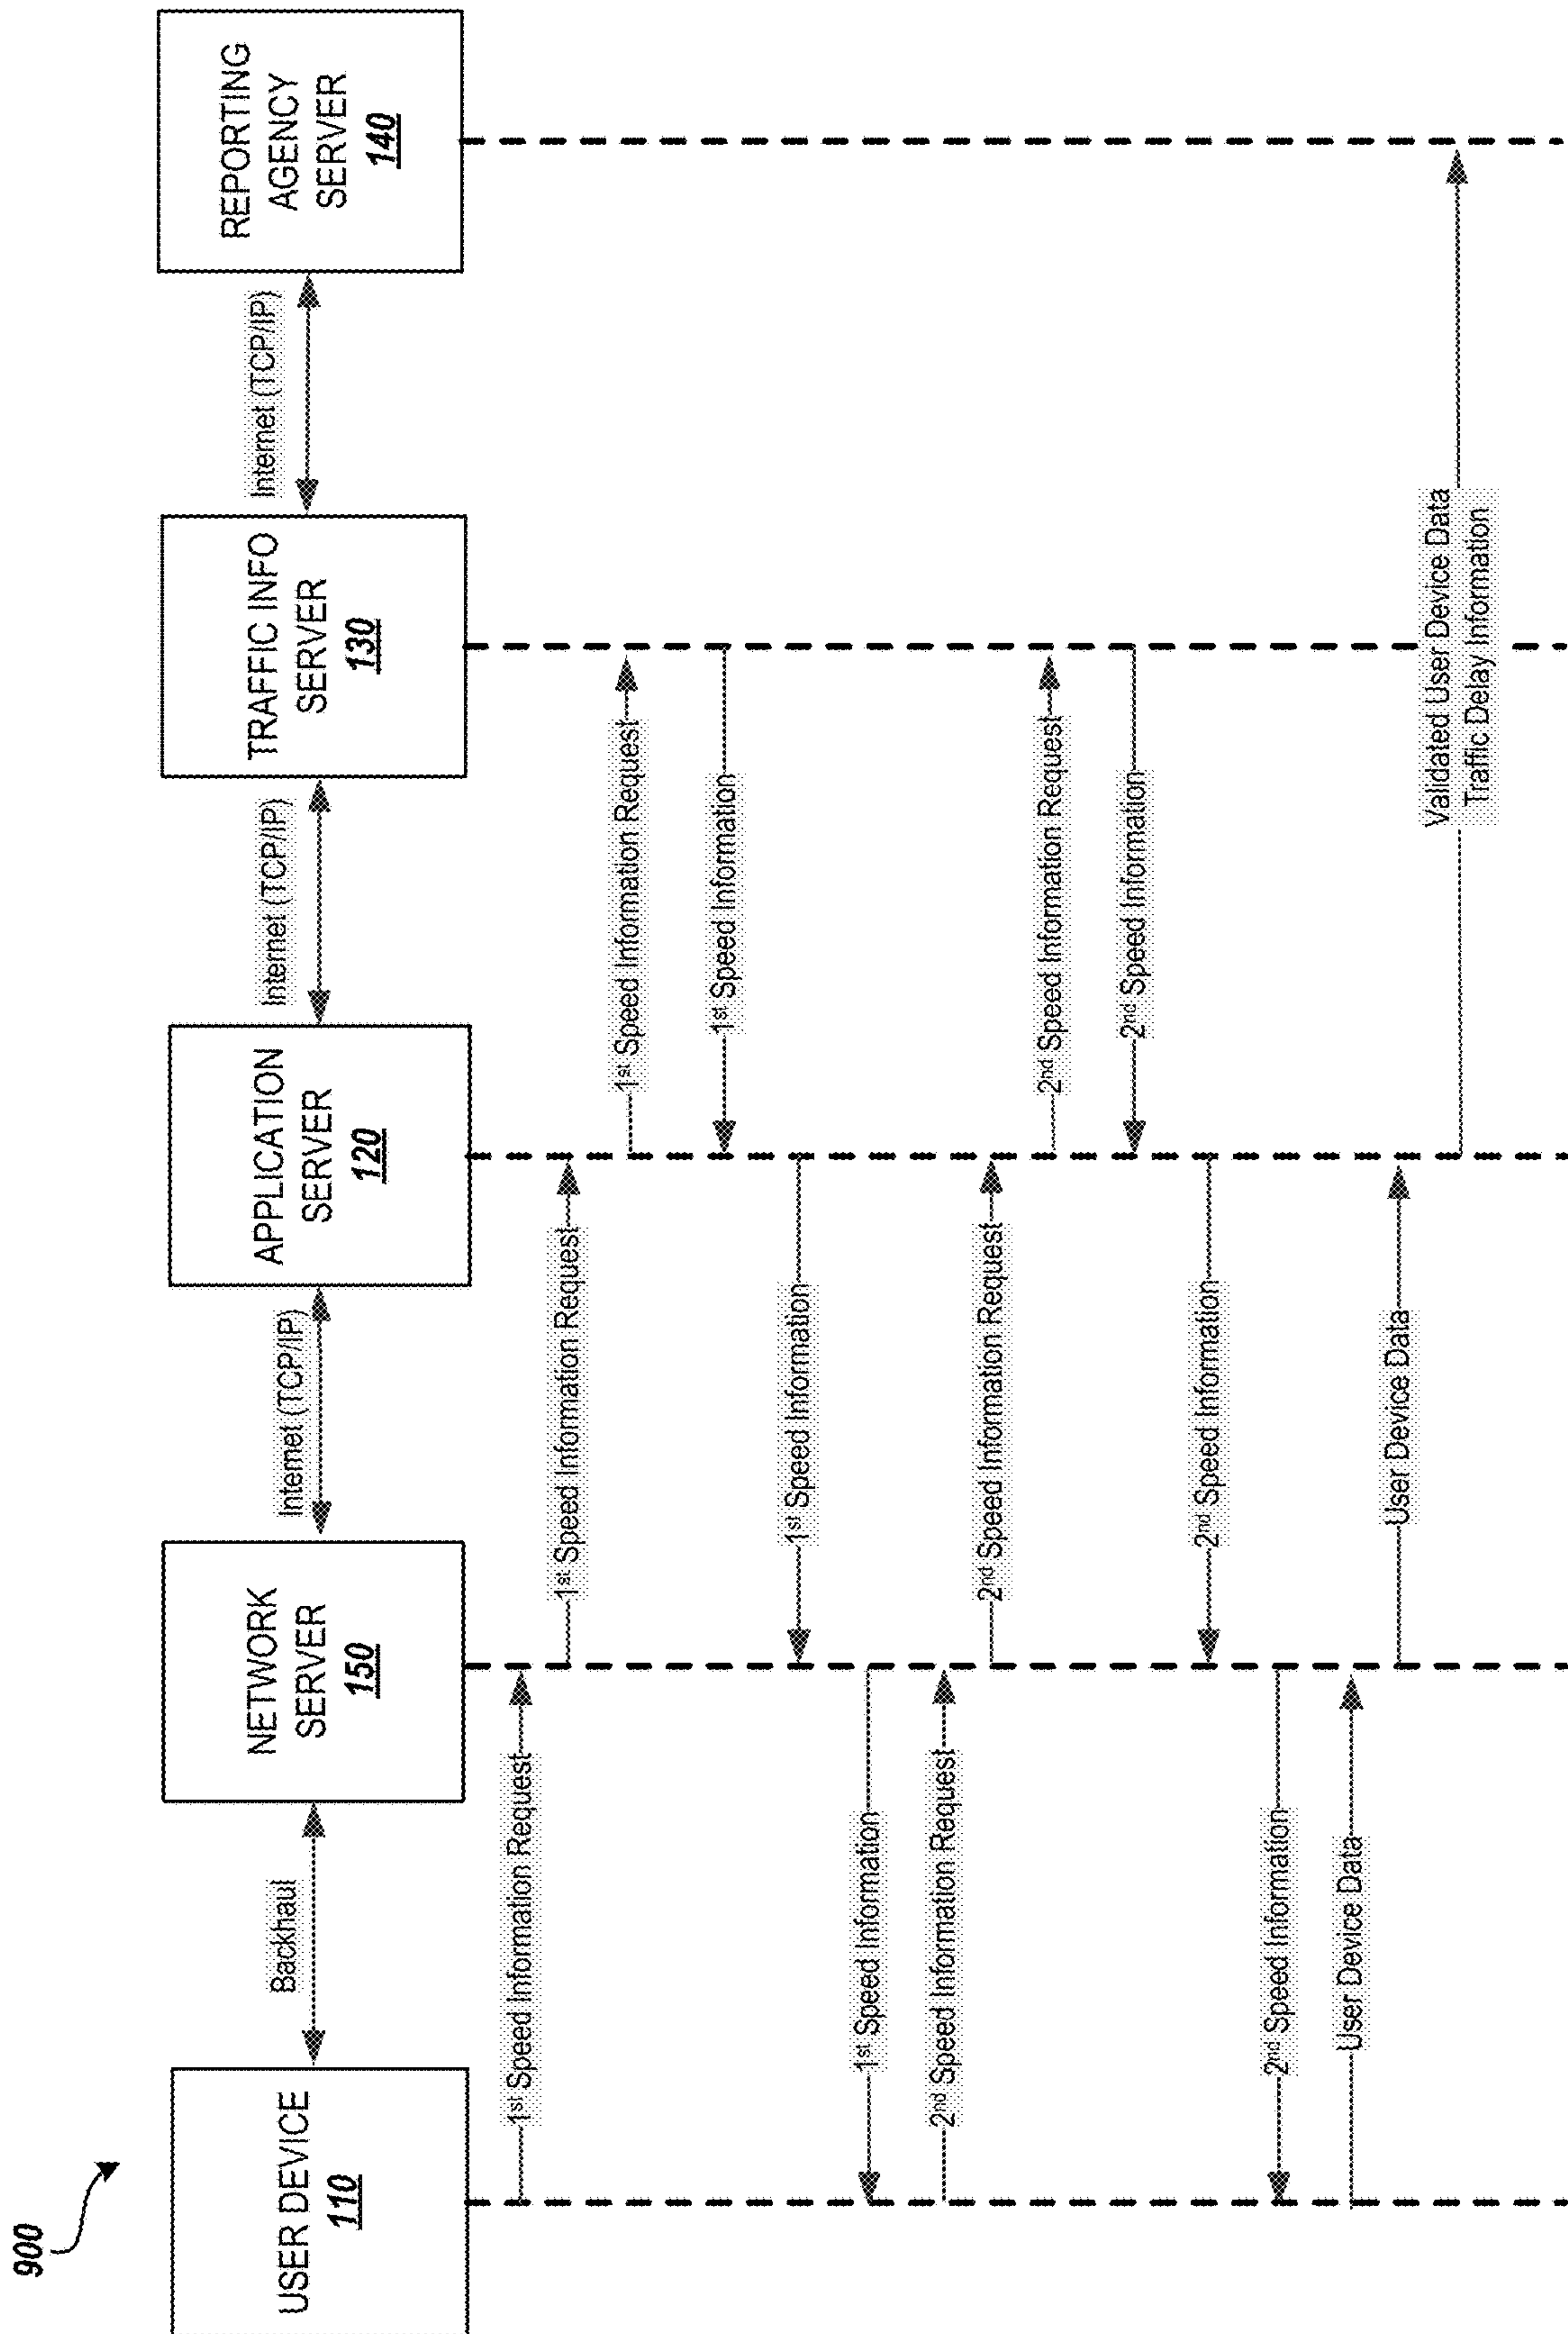 900
USER DEVICE
110
Backhaul
NETWORK
SERVER
150
Internet (TCP/IP)
APPLICATION
SERVER
120
Internet (TCP/IP)
TRAFFIC INFO
SERVER
130
Internet (TCP/IP)
REPORTING
AGENCY
SERVER
140
1st Speed Information Request
1st Speed Information Request
1st Speed Information Request
1st Speed Information
1st Speed Information
1st Speed Information
2nd Speed Information Request
2nd Speed Information Request
2nd Speed Information Request
2nd Speed Information
2nd Speed Information
2nd Speed Information
User Device Data
User Device Data
Validated User Device Data
Traffic Delay Information